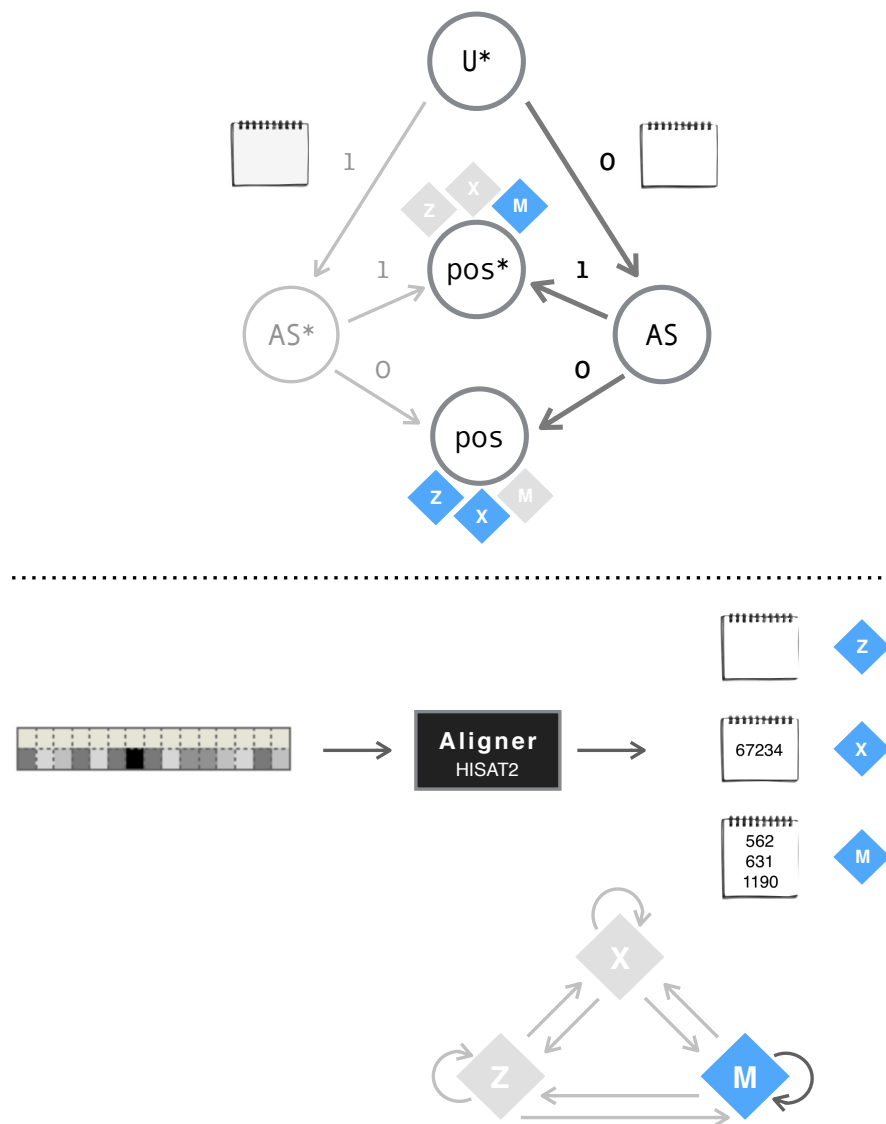 U*
1
0
Z
X
M
pos*
1
1
AS*
AS
0
0
pos
Z
X
M
Z
Aligner
HISAT2
67234
X
562
631
1190
M
X
Z
M